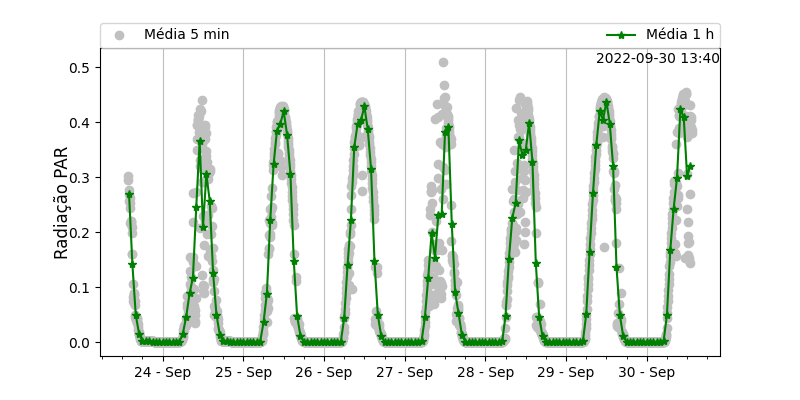 Média 5 min
Média 1 h
2022-09-30 13:40
Radiação PAR
0.5
0.4
0.3
0.2
0.1
0.0
24 - Sep
25 - Sep
26 - Sep
27 - Sep
28 - Sep
29 - Sep
30 - Sep